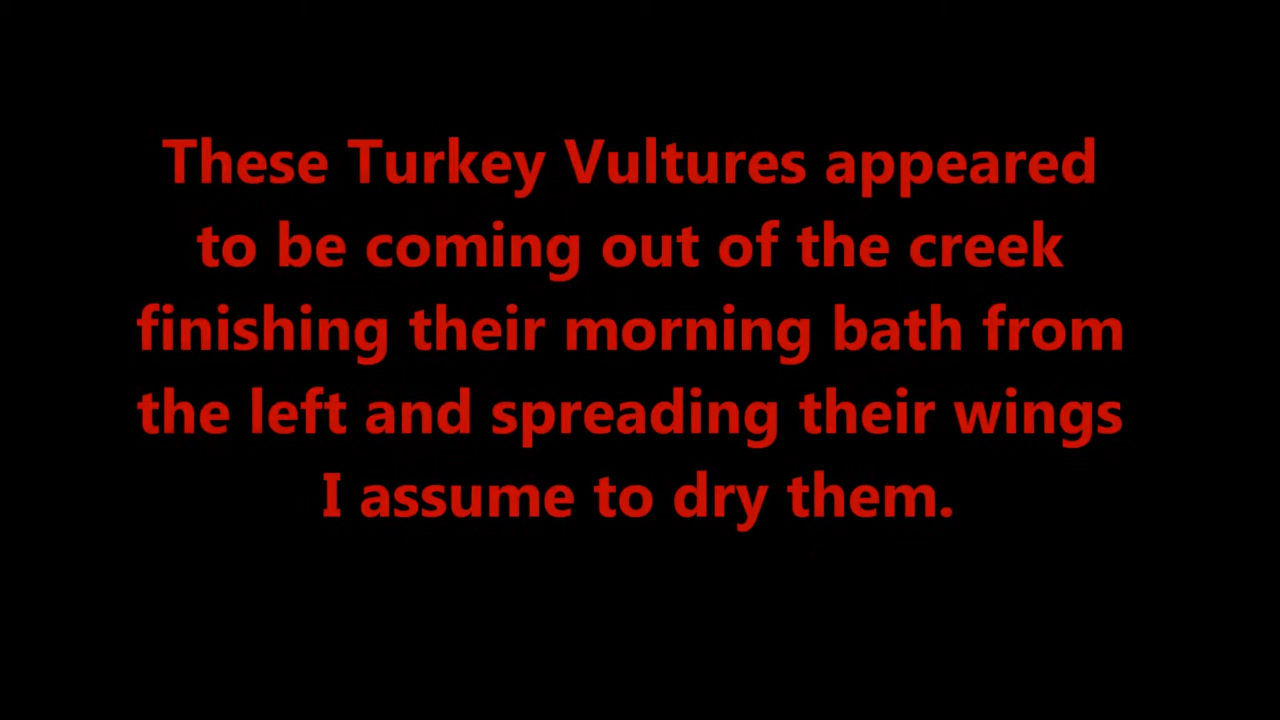 These Turkey Vultures appeared
to be coming out of the creek
finishing their morning bath from
the left and spreading their wings
I assume to dry them.